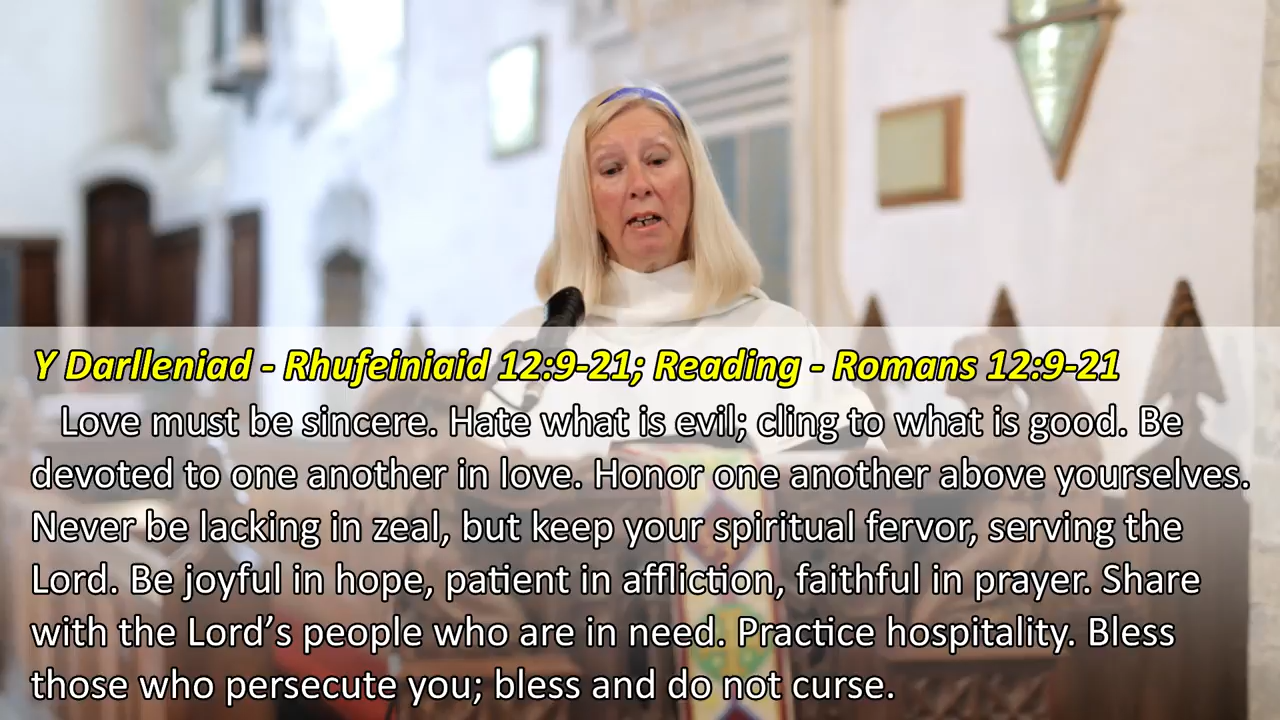 Y Darlleniad - Rhufeiniaid 12:9-21; Reading - Romans 12:9-21
Love must be sincere. Hate what is evil; cling to what is good. Be
devoted to one another in love. Honor one another above yourselves.
Never be lacking in zeal, but keep your spiritual fervor, serving the
Lord. Be joyful in hope, patient in affliction, faithful in prayer. Share
with the Lord’s people who are in need. Practice hospitality. Bless
those who persecute you; bless and do not curse.